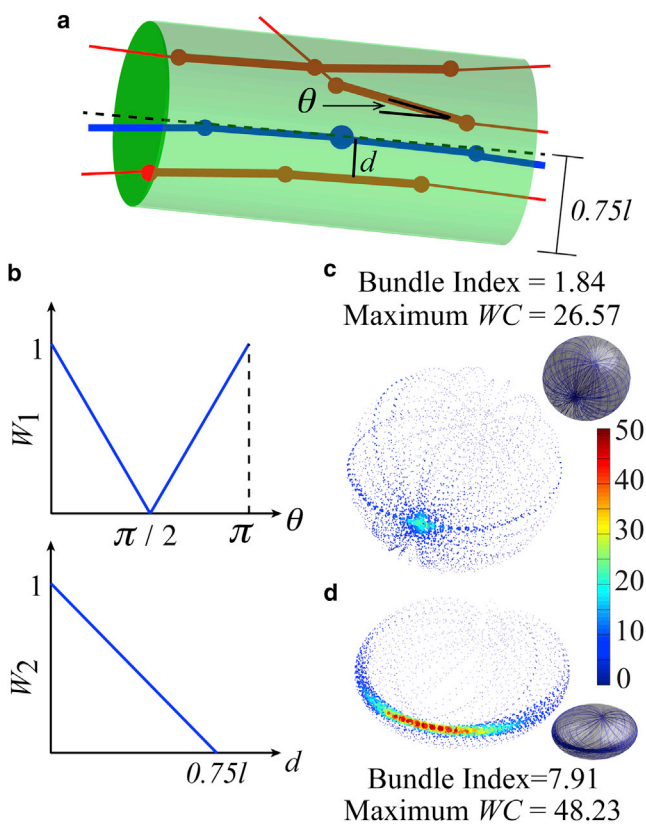 a
θ
d
0.75l
b
1
W1
π / 2
π
θ
1
W2
0.75l
d
c
Bundle Index = 1.84
Maximum WC = 26.57
50
40
30
20
10
0
d
Bundle Index=7.91
Maximum WC = 48.23